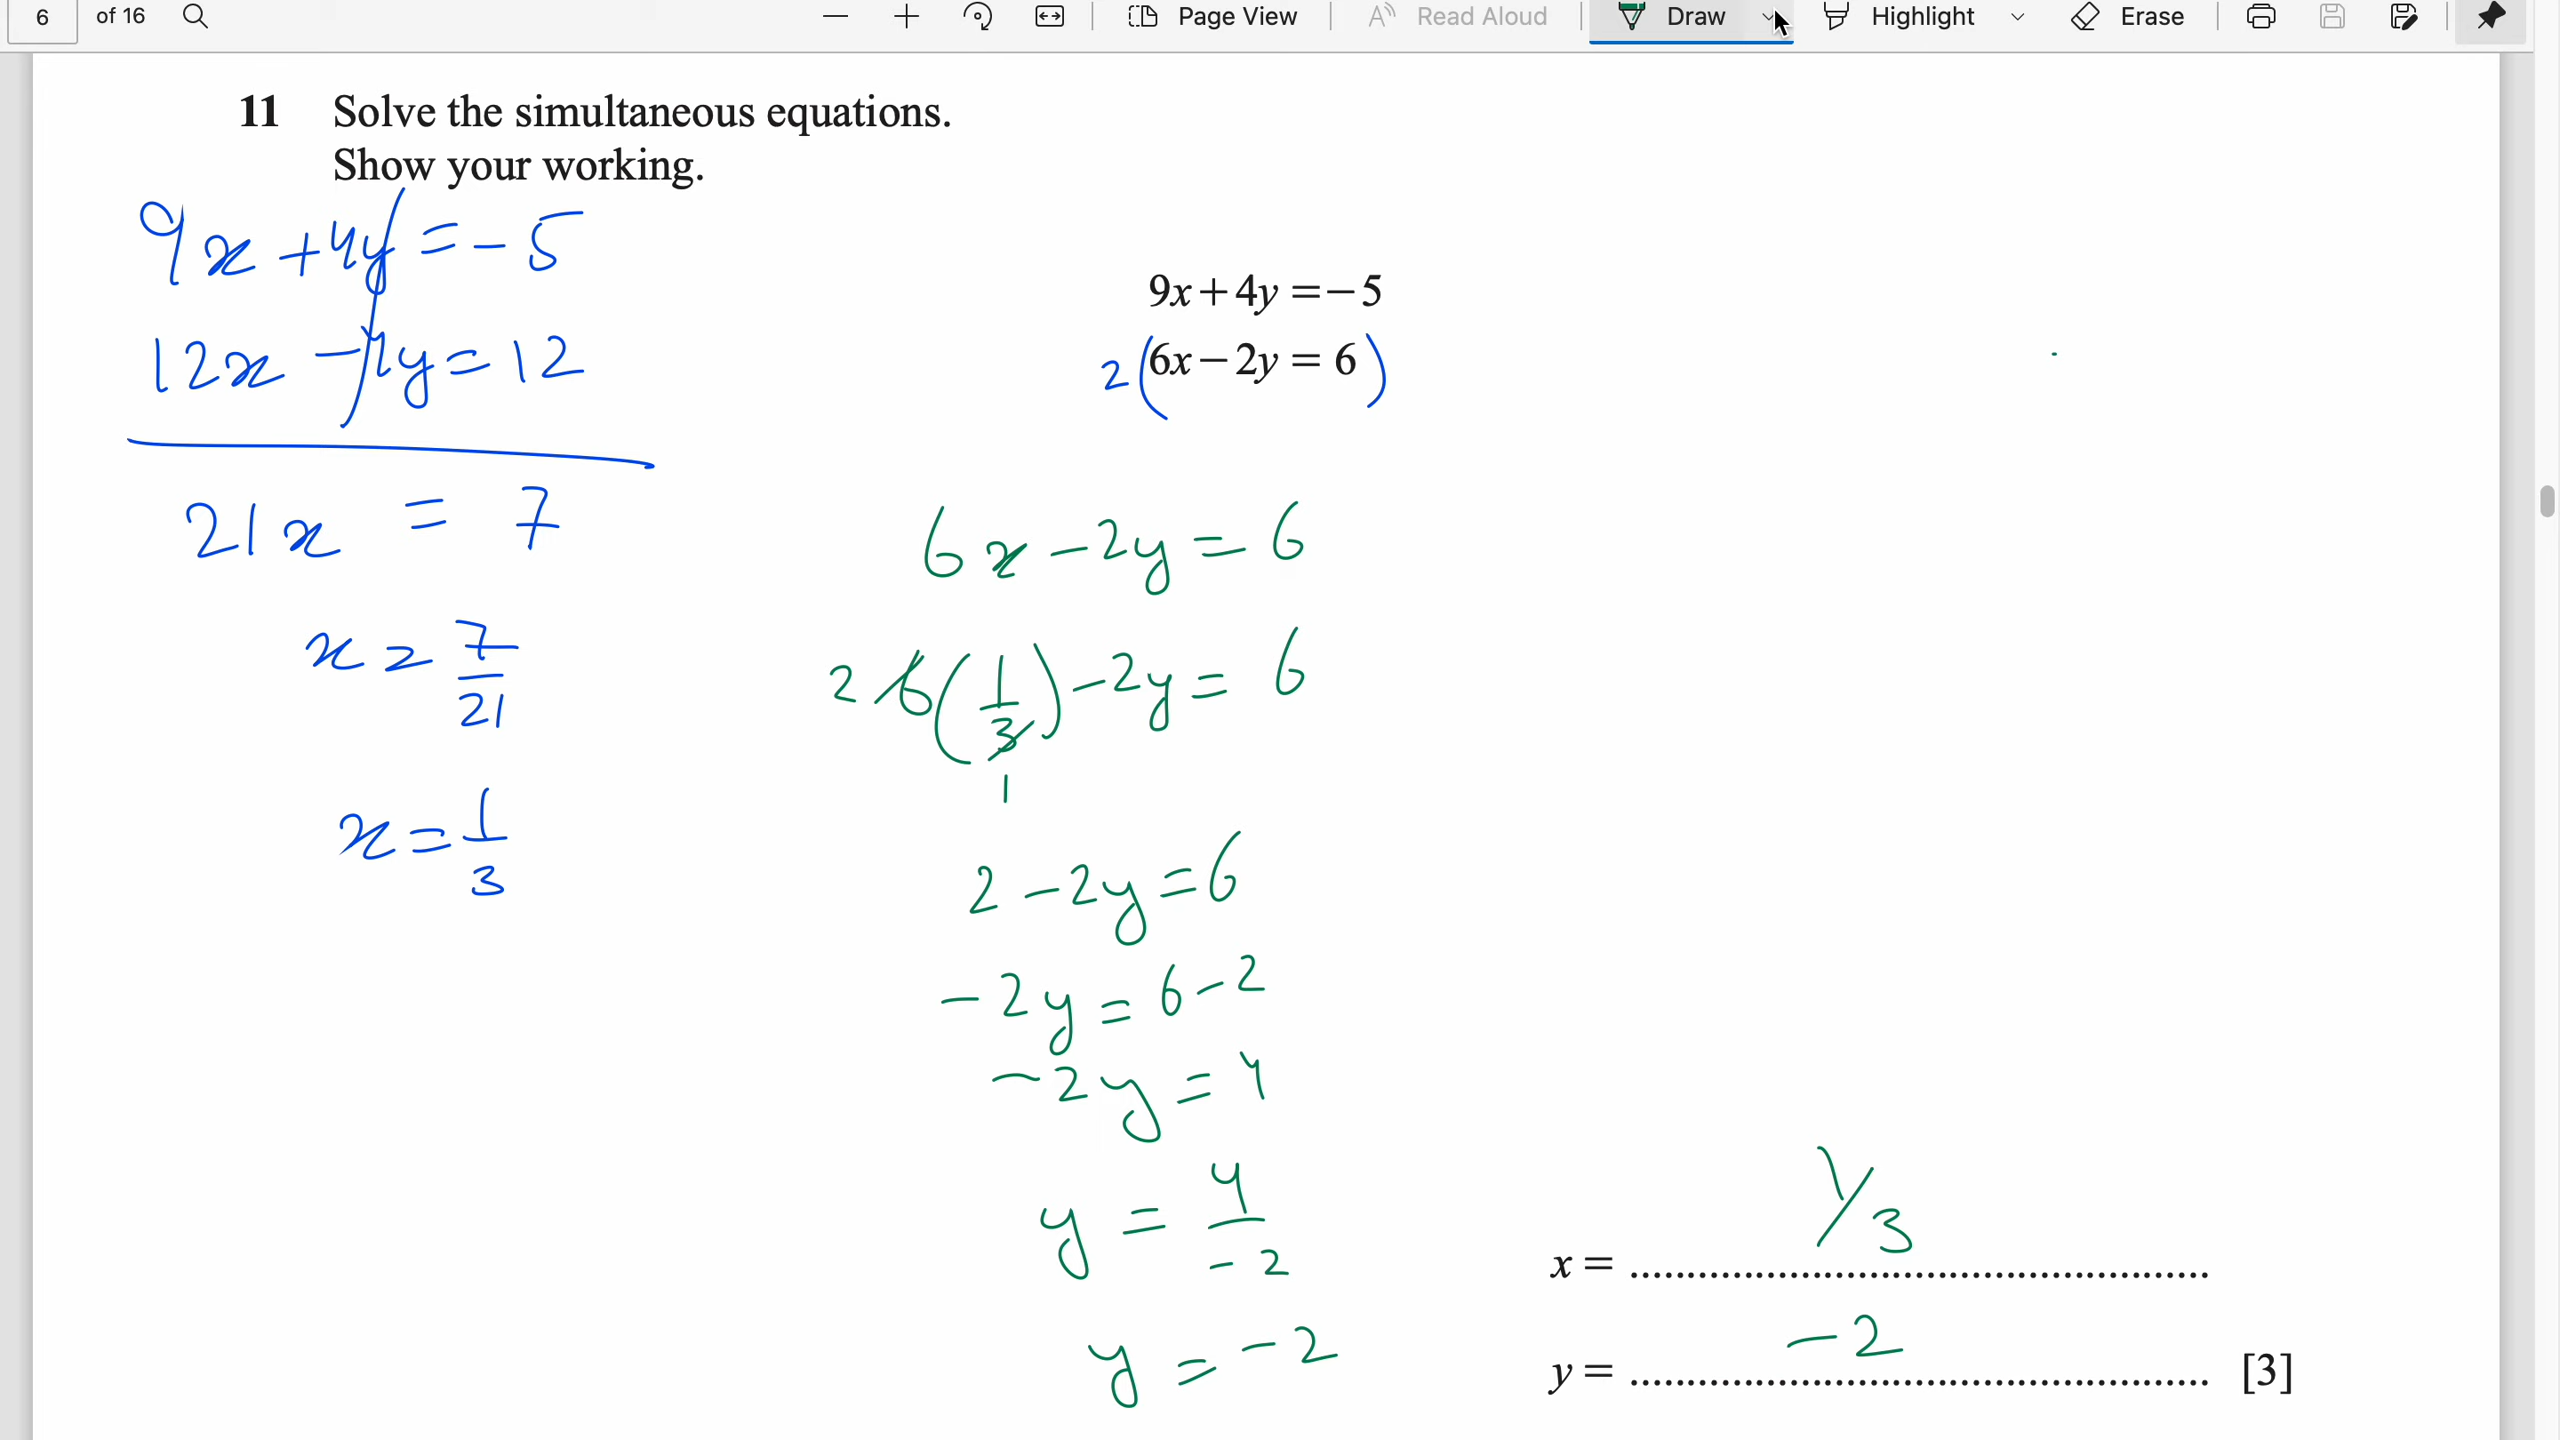 6 of 16 Page View Read Aloud Draw Highlight Erase
11 Solve the simultaneous equations.
Show your working.
9x + 4y = - 5
12x - 4y = 12
21x = 7
x = 7/21
x = 1/3
9x + 4y = -5
2(6x - 2y = 6)
6x - 2y = 6
2 6(1/3) - 2y = 6
1
2 - 2y = 6
- 2y = 6 - 2
- 2y = 4
y = 4/-2
y = -2
x = 1/3
y = -2 [3]